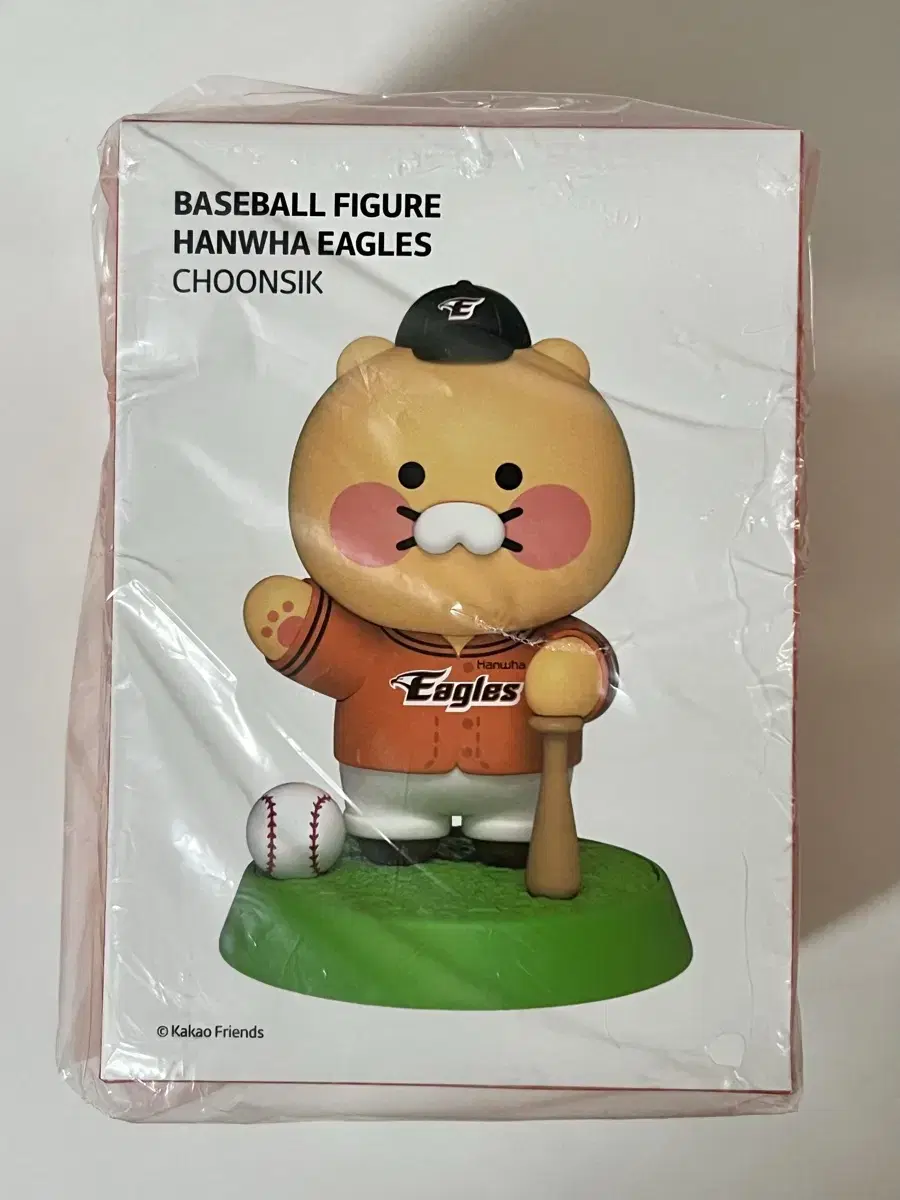 BASEBALL FIGURE
HANWHA EAGLES
CHOONSIK
E
Hanwha
Eagles
© Kakao Friends